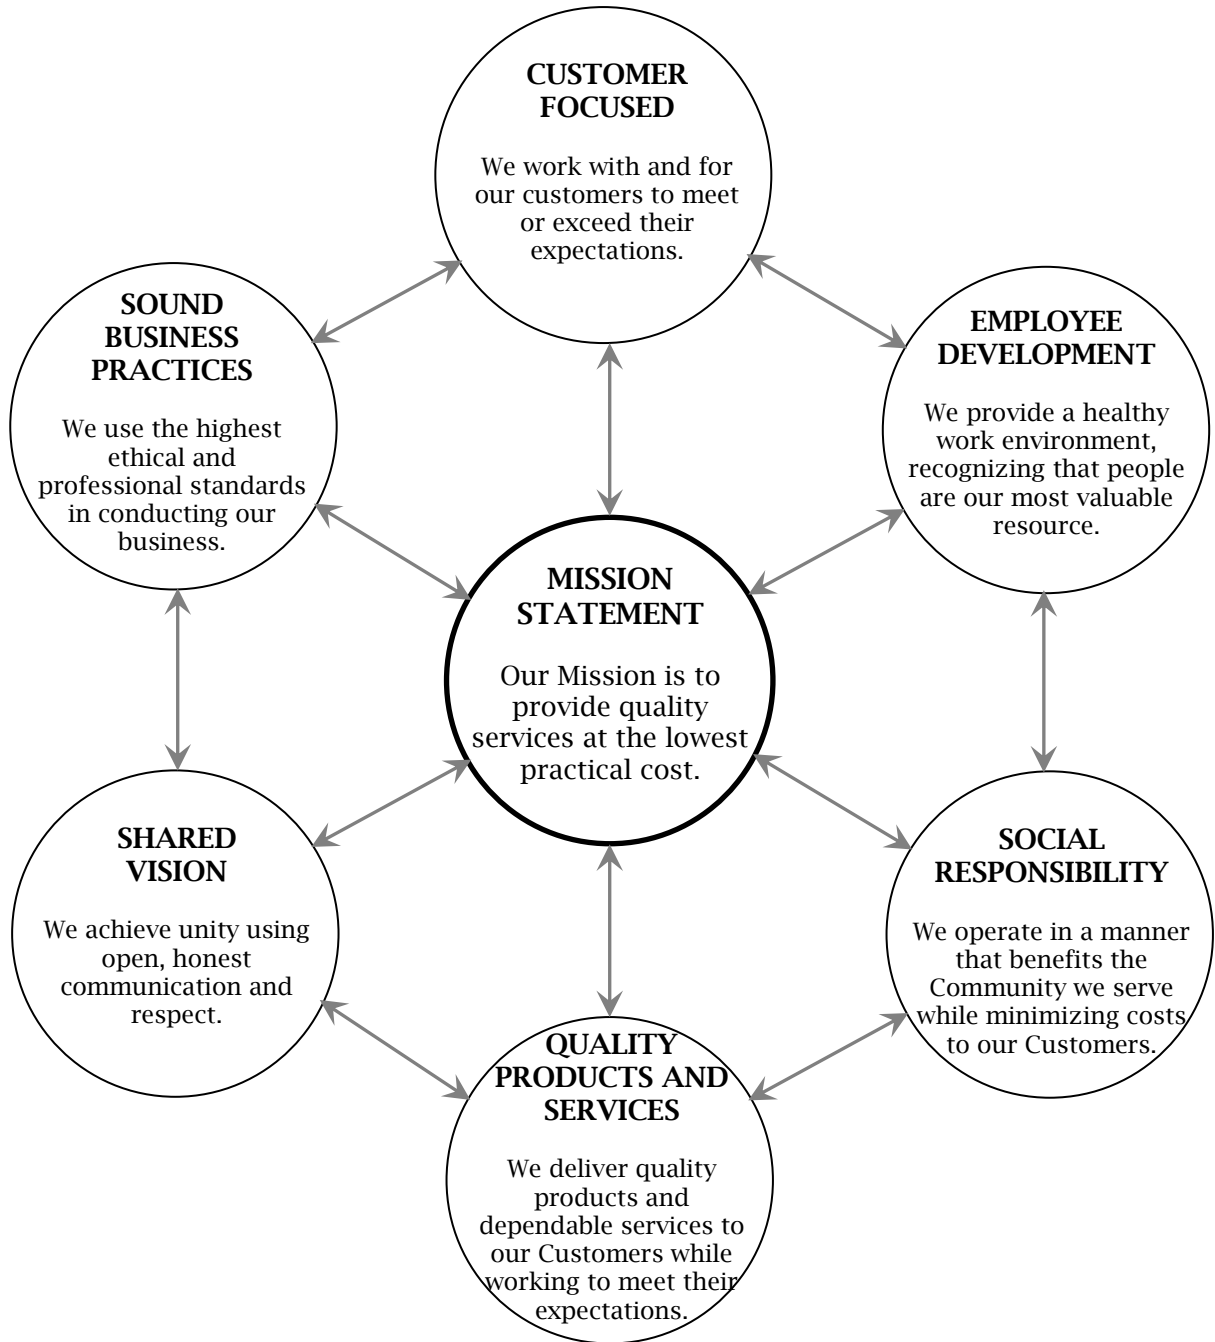 CUSTOMER
FOCUSED
We work with and for
our customers to meet
or exceed their
expectations.
SOUND
BUSINESS
PRACTICES
We use the highest
ethical and
professional standards
in conducting our
business.
EMPLOYEE
DEVELOPMENT
We provide a healthy
work environment,
recognizing that people
are our most valuable
resource.
MISSION
STATEMENT
Our Mission is to
provide quality
services at the lowest
practical cost.
SHARED
VISION
We achieve unity using
open, honest
communication and
respect.
SOCIAL
RESPONSIBILITY
We operate in a manner
that benefits the
Community we serve
while minimizing costs
to our Customers.
QUALITY
PRODUCTS AND
SERVICES
We deliver quality
products and
dependable services to
our Customers while
working to meet their
expectations.